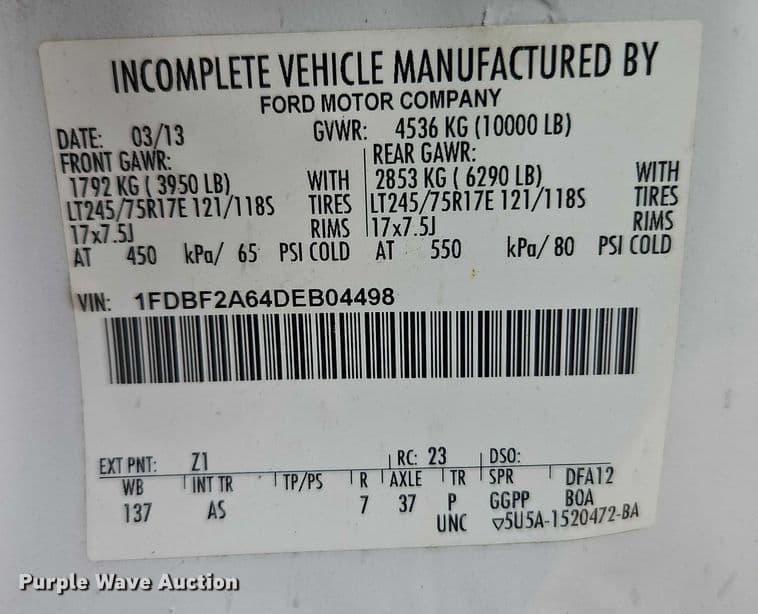 INCOMPLETE VEHICLE MANUFACTURED BY
FORD MOTOR COMPANY
DATE: 03/13 GVWR: 4536 KG (10000 LB)
FRONT GAWR: REAR GAWR:
1792 KG ( 3950 LB) WITH 2853 KG ( 6290 LB) WITH
LT245/75R17E 121/118S TIRES LT245/75R17E 121/118S TIRES
17x7.5J RIMS 17x7.5J RIMS
AT 450 kPa/ 65 PSI COLD AT 550 kPa/ 80 PSI COLD
VIN: 1FDBF2A64DEB04498
EXT PNT: Z1 RC: 23 DSO:
WB INT TR TP/PS R AXLE TR SPR DFA12
137 AS 7 37 P GGPP BOA
UNC ▽5U5A-1520472-BA
Purple Wave Auction